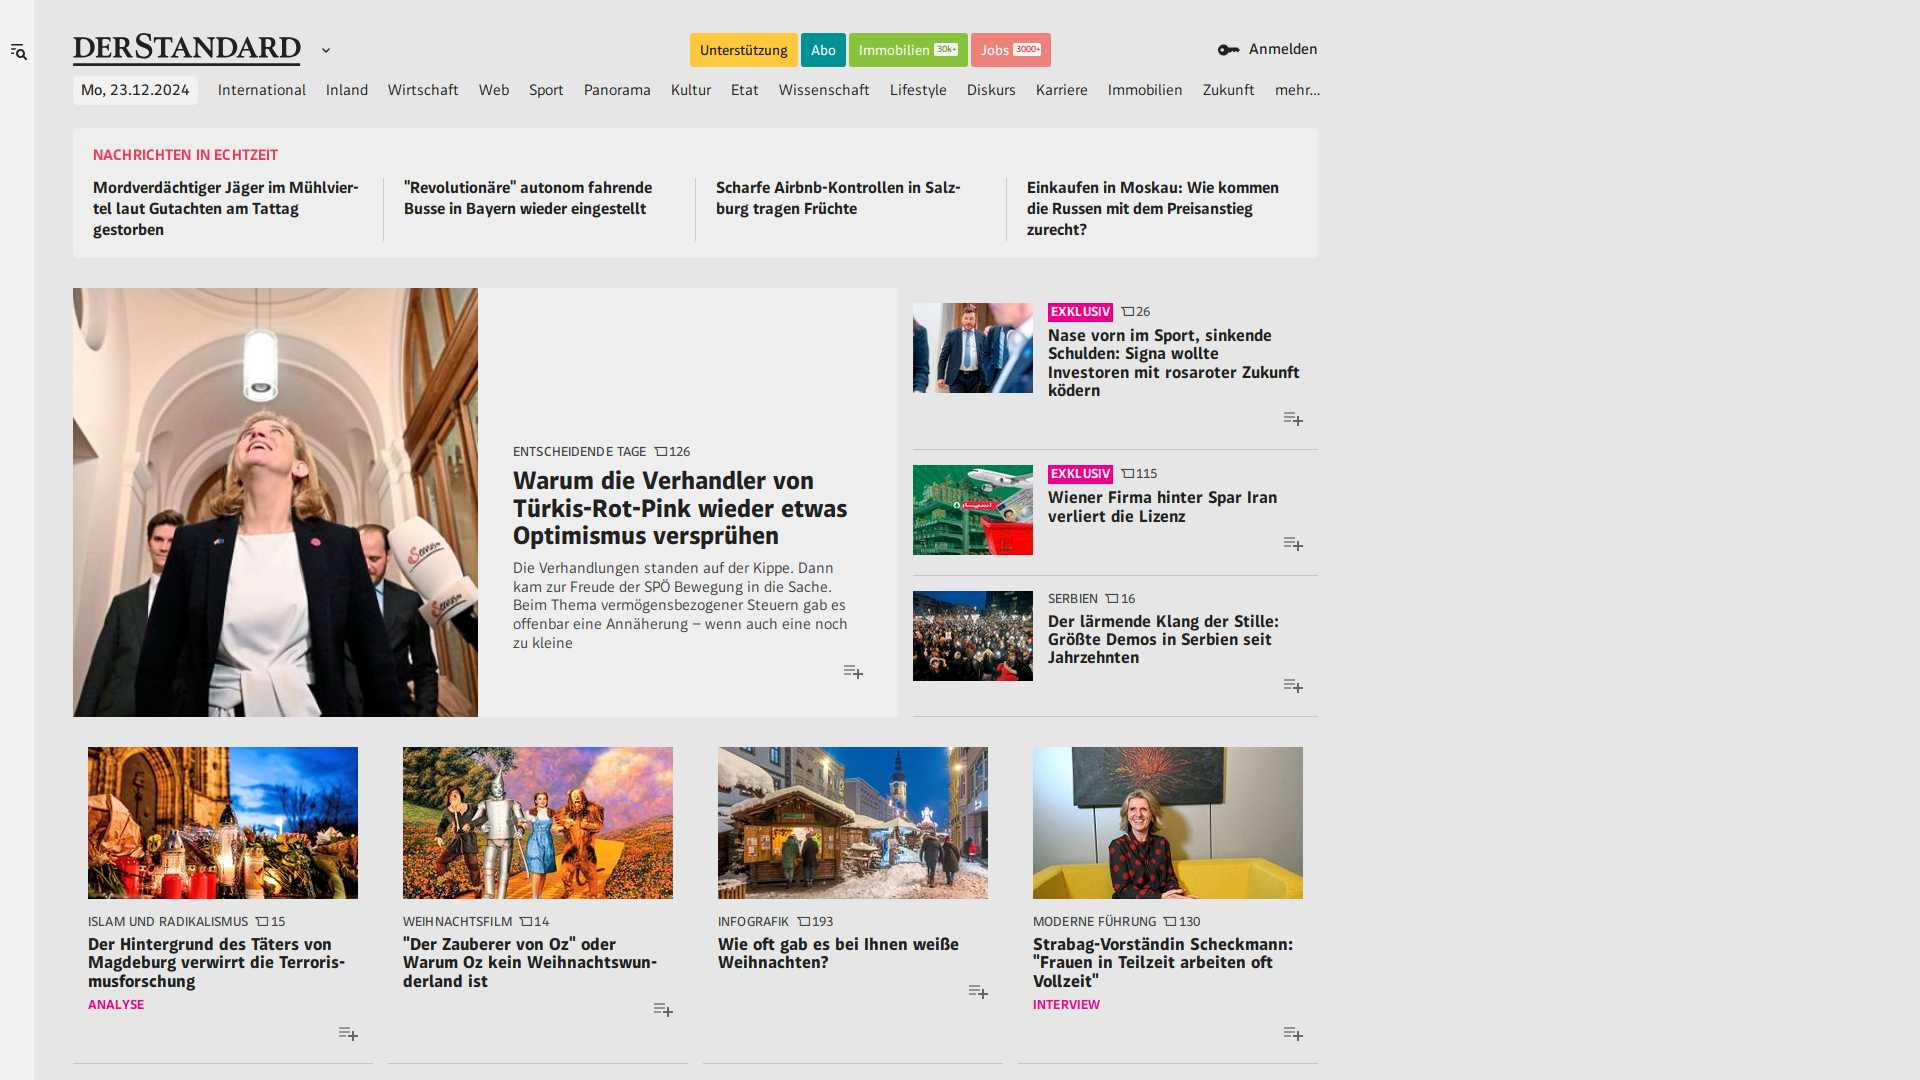 DERSTANDARD
Unterstützung Abo Immobilien 30k+ Jobs 3000+
Anmelden
Mo, 23.12.2024 International Inland Wirtschaft Web Sport Panorama Kultur Etat Wissenschaft Lifestyle Diskurs Karriere Immobilien Zukunft mehr…
NACHRICHTEN IN ECHTZEIT
Mordverdächtiger Jäger im Mühlvier-
tel laut Gutachten am Tattag
gestorben
"Revolutionäre" autonom fahrende
Busse in Bayern wieder eingestellt
Scharfe Airbnb-Kontrollen in Salz-
burg tragen Früchte
Einkaufen in Moskau: Wie kommen
die Russen mit dem Preisanstieg
zurecht?
ENTSCHEIDENDE TAGE 126
Warum die Verhandler von
Türkis-Rot-Pink wieder etwas
Optimismus versprühen
Die Verhandlungen standen auf der Kippe. Dann
kam zur Freude der SPÖ Bewegung in die Sache.
Beim Thema vermögensbezogener Steuern gab es
offenbar eine Annäherung – wenn auch eine noch
zu kleine
EXKLUSIV 26
Nase vorn im Sport, sinkende
Schulden: Signa wollte
Investoren mit rosaroter Zukunft
ködern
EXKLUSIV 115
Wiener Firma hinter Spar Iran
verliert die Lizenz
SERBIEN 16
Der lärmende Klang der Stille:
Größte Demos in Serbien seit
Jahrzehnten
ISLAM UND RADIKALISMUS 15
Der Hintergrund des Täters von
Magdeburg verwirrt die Terroris-
musforschung
ANALYSE
WEIHNACHTSFILM 14
"Der Zauberer von Oz" oder
Warum Oz kein Weihnachtswun-
derland ist
INFOGRAFIK 193
Wie oft gab es bei Ihnen weiße
Weihnachten?
MODERNE FÜHRUNG 130
Strabag-Vorständin Scheckmann:
"Frauen in Teilzeit arbeiten oft
Vollzeit"
INTERVIEW